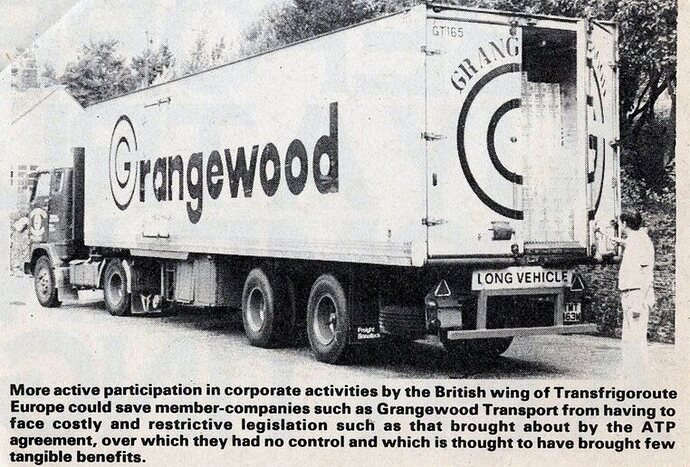 GT165
GRANG
Grangewood
LONG VEHICLE
Freight
More active participation in corporate activities by the British wing of Transfrigoroute
Europe could save member-companies such as Grangewood Transport from having to
face costly and restrictive legislation such as that brought about by the ATP
agreement, over which they had no control and which is thought to have brought few
tangible benefits.